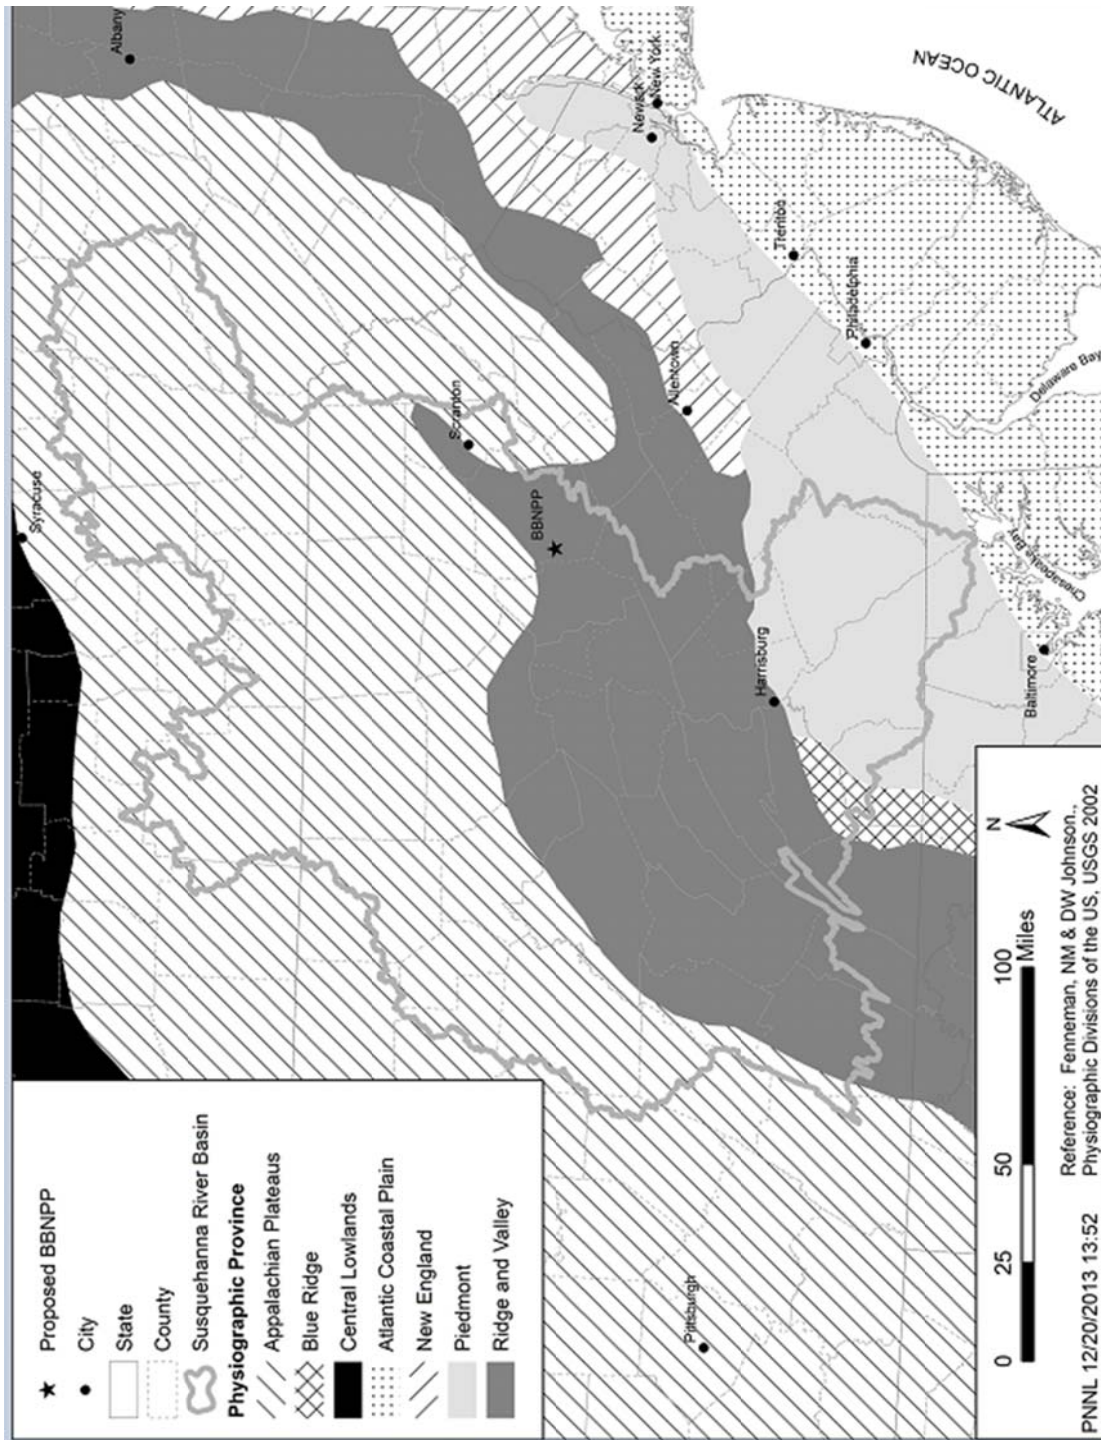 Proposed BBNPP
City
State
County
Susquehanna River Basin
Physiographic Province
Appalachian Plateaus
Blue Ridge
Central Lowlands
Atlantic Coastal Plain
New England
Piedmont
Ridge and Valley
Syracuse
Albany
Scranton
BBNPP
Allentown
Newark
New York
Trenton
Philadelphia
Harrisburg
Pittsburgh
Baltimore
Chesapeake Bay
Delaware Bay
ATLANTIC OCEAN
0 25 50 100
Miles
N
Reference: Fenneman, NM & DW Johnson.,
PNNL 12/20/2013 13:52 Physiographic Divisions of the US, USGS 2002